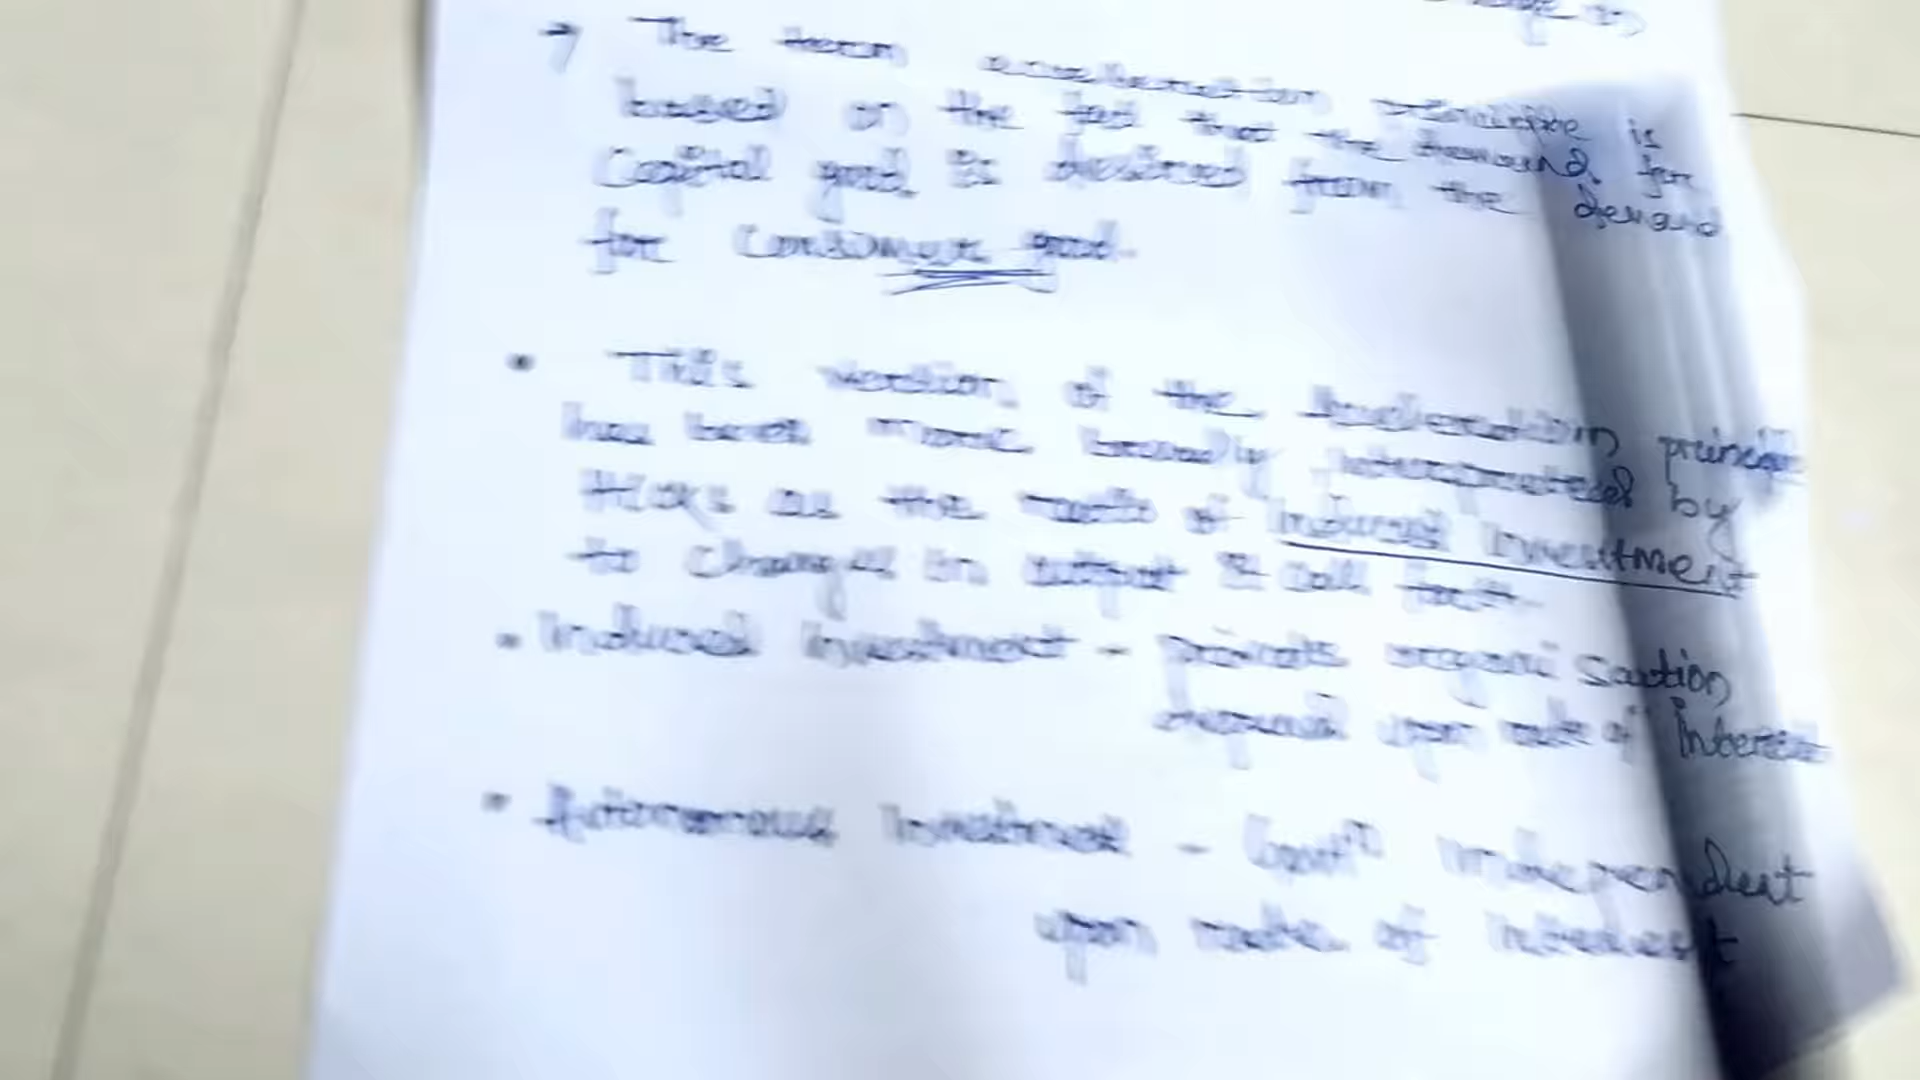 → The term acceleration principle is
based on the fact that the demand for
Capital good is derived from the demand
for Consumer good.
• This version of the Acceleration principle
has been more broadly interpreted by
as the ratio of Induced Investment
to changes in output It call
• Induced Investment - private organi sation
depend upon rate of Interest
• Autonomous Investment - Govt independent
upon rate of interest